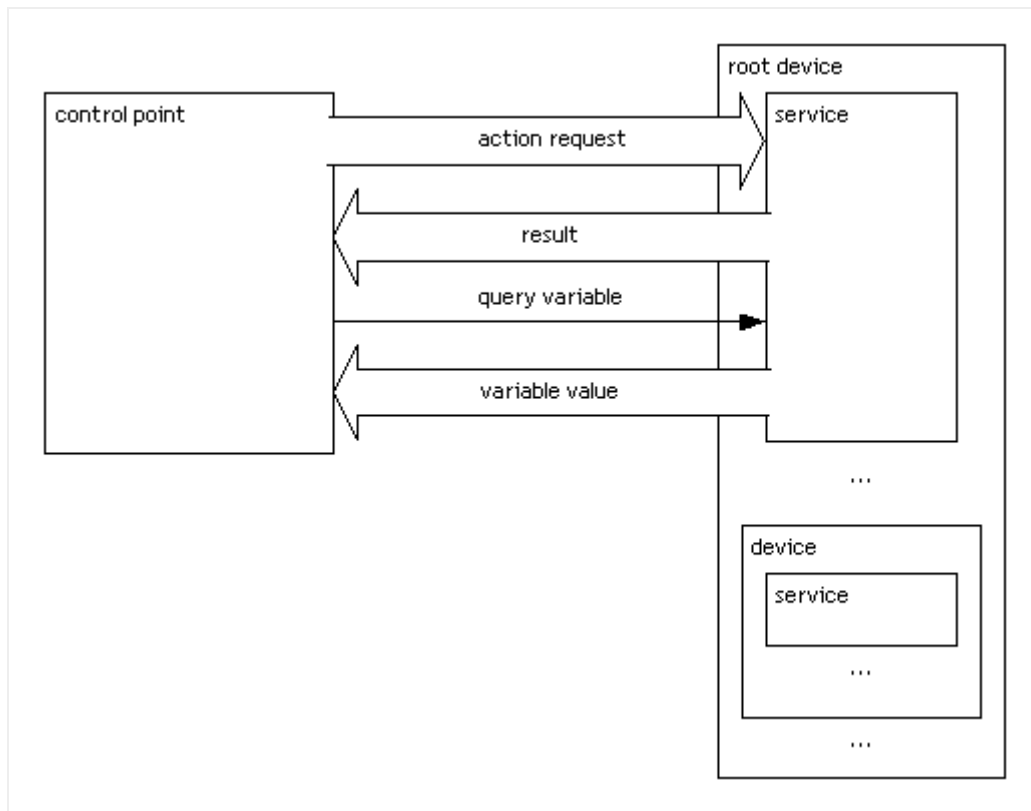 root device
control point
service
action request
result
query variable
variable value
...
device
service
...
...